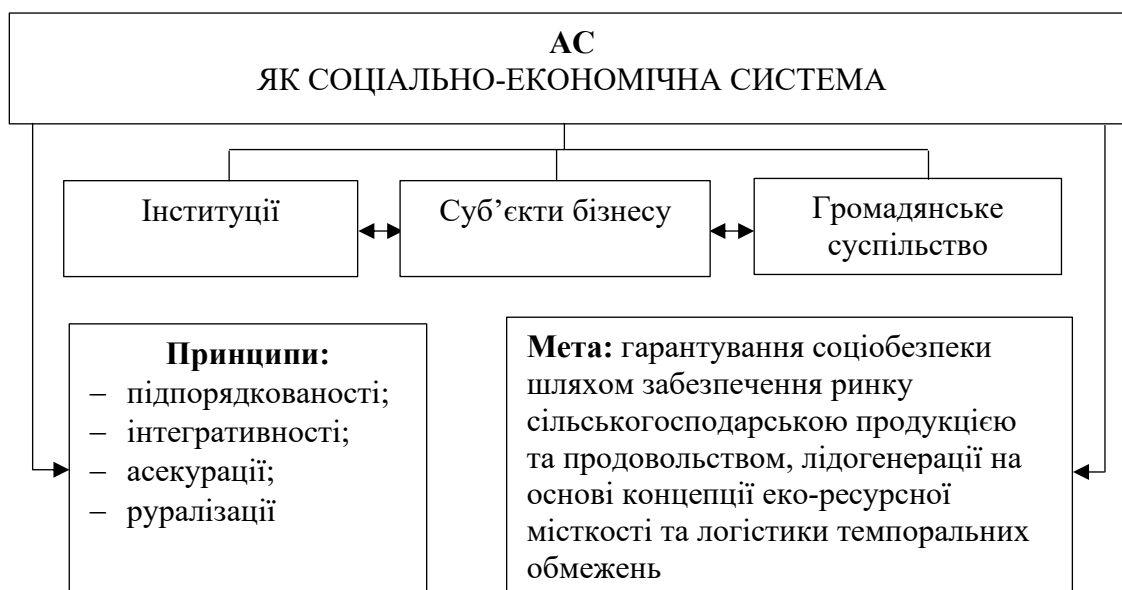 АС
ЯК СОЦІАЛЬНО-ЕКОНОМІЧНА СИСТЕМА
Інституції
Суб’єкти бізнесу
Громадянське
суспільство
Принципи:
– підпорядкованості;
– інтегративності;
– асекурації;
– руралізації
Мета: гарантування соціобезпеки
шляхом забезпечення ринку
сільськогосподарською продукцією
та продовольством, лідогенерації на
основі концепції еко-ресурсної
місткості та логістики темпоральних
обмежень